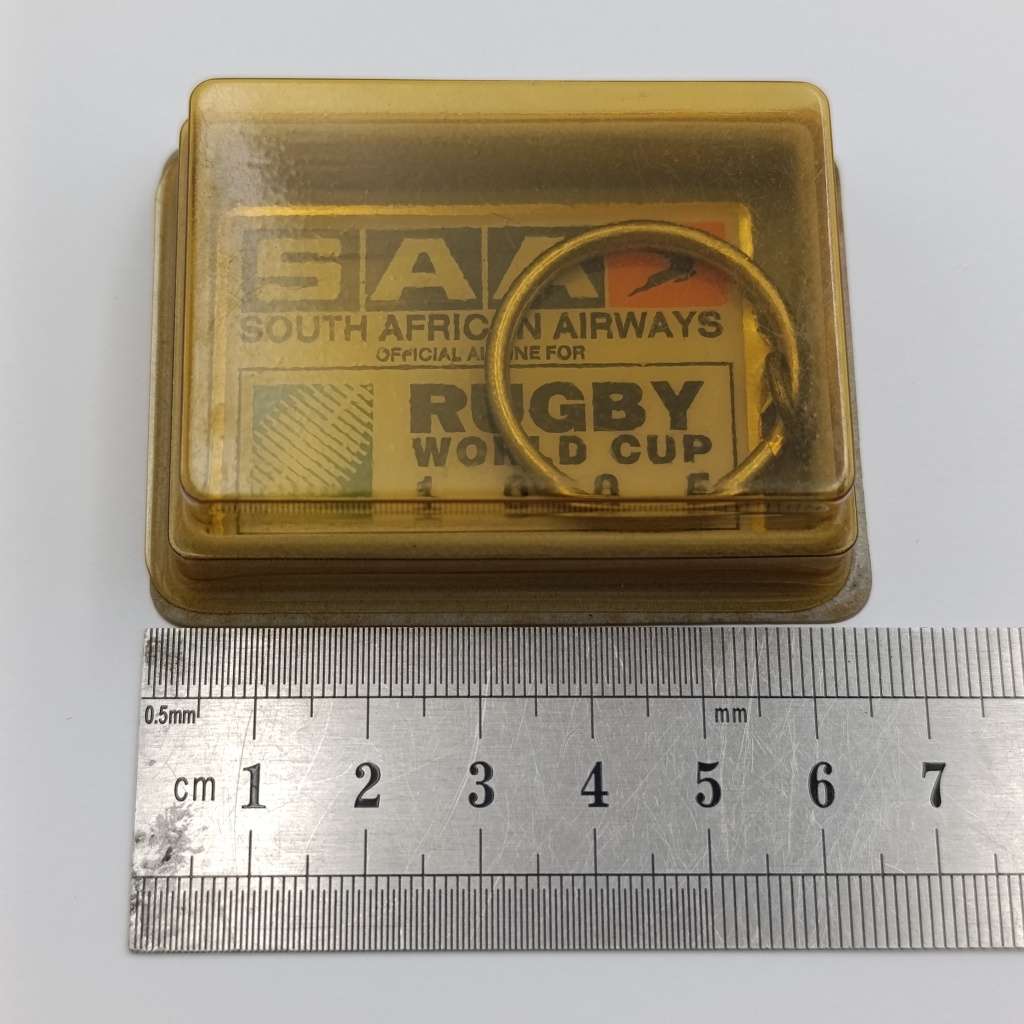 SAA
SOUTH AFRICAN AIRWAYS
OFFICIAL AIRLINE FOR
RUGBY
WORLD CUP
1995
0.5mm
mm
cm 1 2 3 4 5 6 7